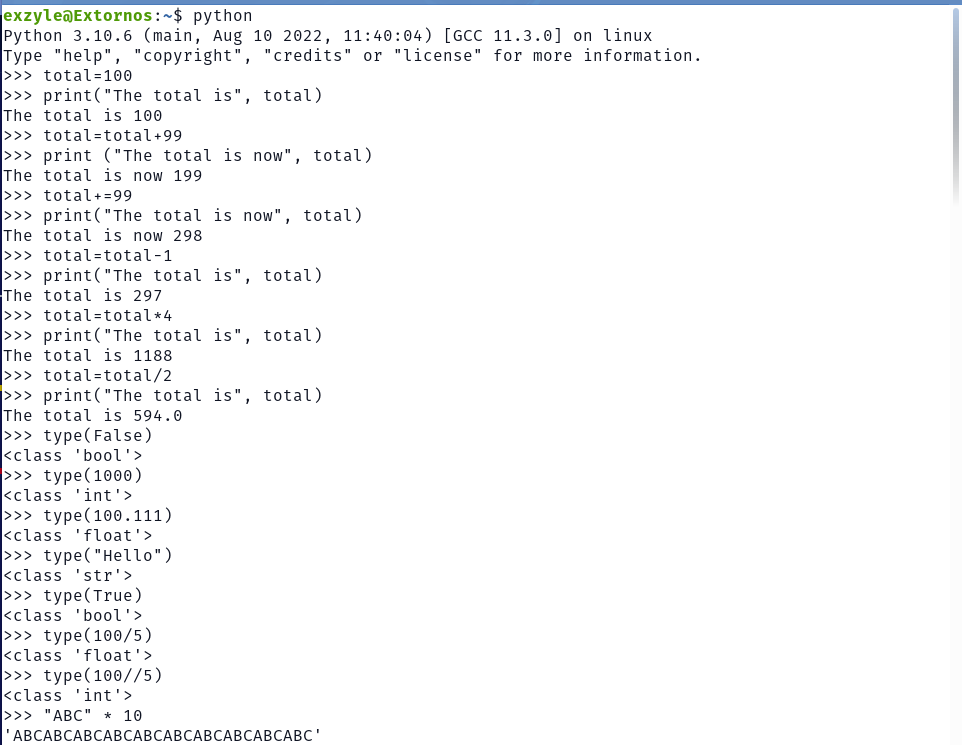 exzyle@Extornos:~$ python
Python 3.10.6 (main, Aug 10 2022, 11:40:04) [GCC 11.3.0] on linux
Type "help", "copyright", "credits" or "license" for more information.
>>> total=100
>>> print("The total is", total)
The total is 100
>>> total=total+99
>>> print ("The total is now", total)
The total is now 199
>>> total+=99
>>> print("The total is now", total)
The total is now 298
>>> total=total-1
>>> print("The total is", total)
The total is 297
>>> total=total*4
>>> print("The total is", total)
The total is 1188
>>> total=total/2
>>> print("The total is", total)
The total is 594.0
>>> type(False)
<class 'bool'>
>>> type(1000)
<class 'int'>
>>> type(100.111)
<class 'float'>
>>> type("Hello")
<class 'str'>
>>> type(True)
<class 'bool'>
>>> type(100/5)
<class 'float'>
>>> type(100//5)
<class 'int'>
>>> "ABC" * 10
'ABCABCABCABCABCABCABCABCABCABC'